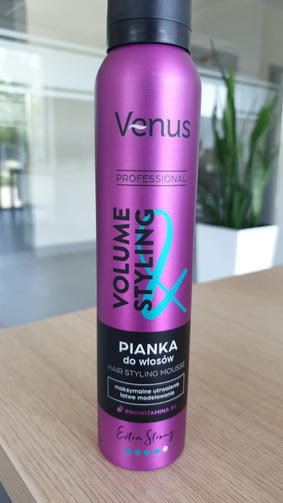 Venus
PROFESSIONAL
VOLUME
STYLING
PIANKA
do włosów
HAIR STYLING MOUSSE
maksymalne utrwalenie
łatwe modelowanie
PROWITAMINA B5
Extra Strong